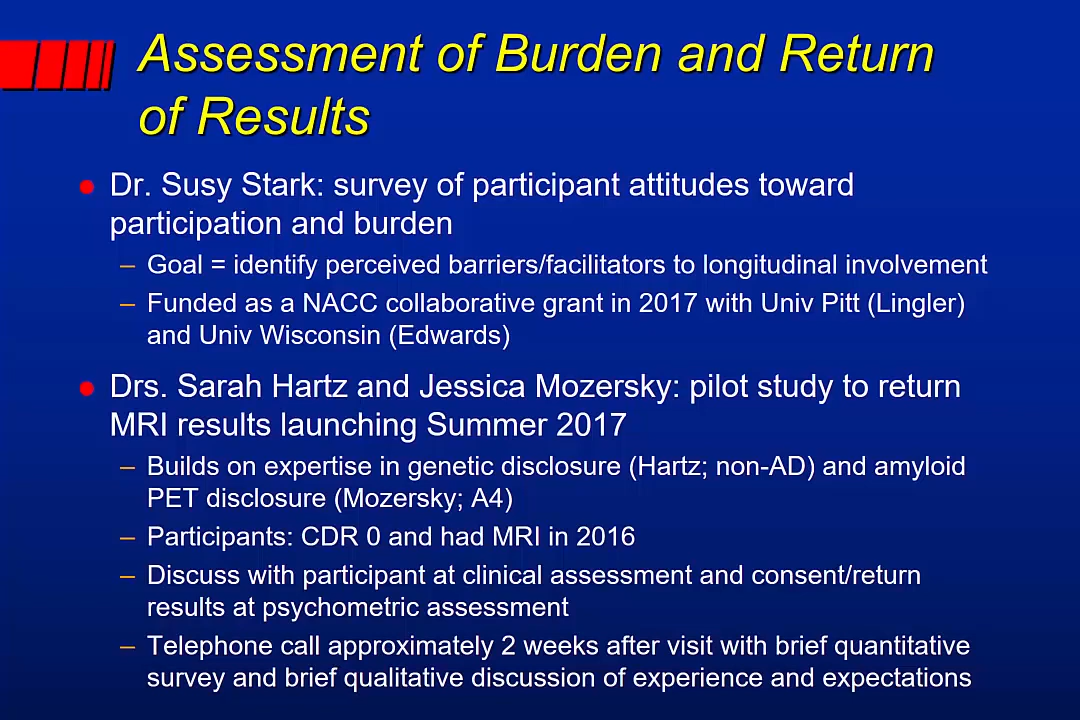 Assessment of Burden and Return
of Results
Dr. Susy Stark: survey of participant attitudes toward
participation and burden
– Goal = identify perceived barriers/facilitators to longitudinal involvement
– Funded as a NACC collaborative grant in 2017 with Univ Pitt (Lingler)
and Univ Wisconsin (Edwards)
Drs. Sarah Hartz and Jessica Mozersky: pilot study to return
MRI results launching Summer 2017
– Builds on expertise in genetic disclosure (Hartz; non-AD) and amyloid
PET disclosure (Mozersky; A4)
– Participants: CDR 0 and had MRI in 2016
– Discuss with participant at clinical assessment and consent/return
results at psychometric assessment
– Telephone call approximately 2 weeks after visit with brief quantitative
survey and brief qualitative discussion of experience and expectations